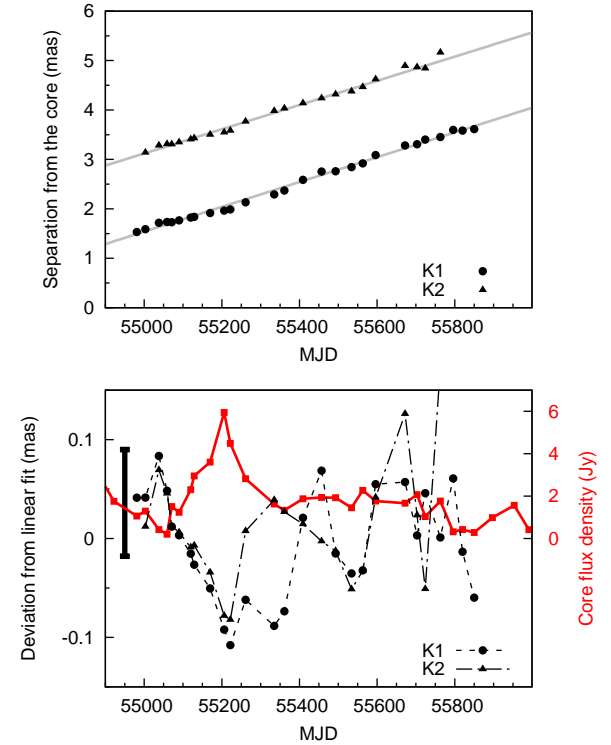 6
5
4
3
2
1
0
Separation from the core (mas)
K1
K2
55000 55200 55400 55600 55800
MJD
0.1
0
-0.1
Deviation from linear fit (mas)
6
4
2
0
Core flux density (Jy)
K1
K2
55000 55200 55400 55600 55800
MJD